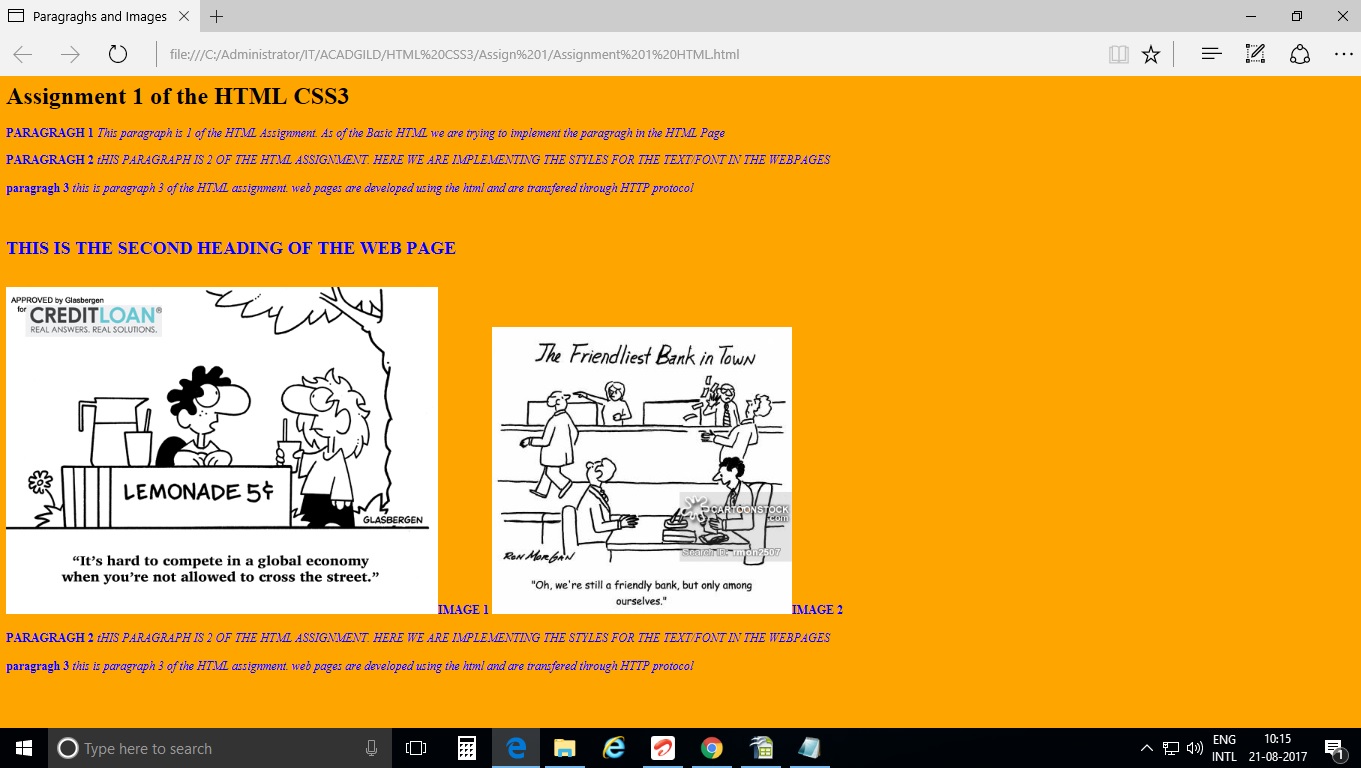 Paragraghs and Images
file:///C:/Administrator/IT/ACADGILD/HTML%20CSS3/Assign%201/Assignment%201%20HTML.html
Assignment 1 of the HTML CSS3
PARAGRAGH 1 This paragraph is 1 of the HTML Assignment. As of the Basic HTML we are trying to implement the paragragh in the HTML Page
PARAGRAGH 2 tHIS PARAGRAPH IS 2 OF THE HTML ASSIGNMENT. HERE WE ARE IMPLEMENTING THE STYLES FOR THE TEXT/FONT IN THE WEBPAGES
paragragh 3 this is paragraph 3 of the HTML assignment. web pages are developed using the html and are transfered through HTTP protocol
THIS IS THE SECOND HEADING OF THE WEB PAGE
APPROVED by Glasbergen
for CREDITLOAN®
REAL ANSWERS. REAL SOLUTIONS.
LEMONADE 5¢
GLASBERGEN
“It’s hard to compete in a global economy
when you’re not allowed to cross the street.”
IMAGE 1
The Friendliest Bank in Town
CARTOONSTOCK
.com
Search ID: rmon2507
RON MORGAN
"Oh, we're still a friendly bank, but only among
ourselves."
IMAGE 2
PARAGRAGH 2 tHIS PARAGRAPH IS 2 OF THE HTML ASSIGNMENT. HERE WE ARE IMPLEMENTING THE STYLES FOR THE TEXT/FONT IN THE WEBPAGES
paragragh 3 this is paragraph 3 of the HTML assignment. web pages are developed using the html and are transfered through HTTP protocol
Type here to search
ENG
INTL
10:15
21-08-2017
1